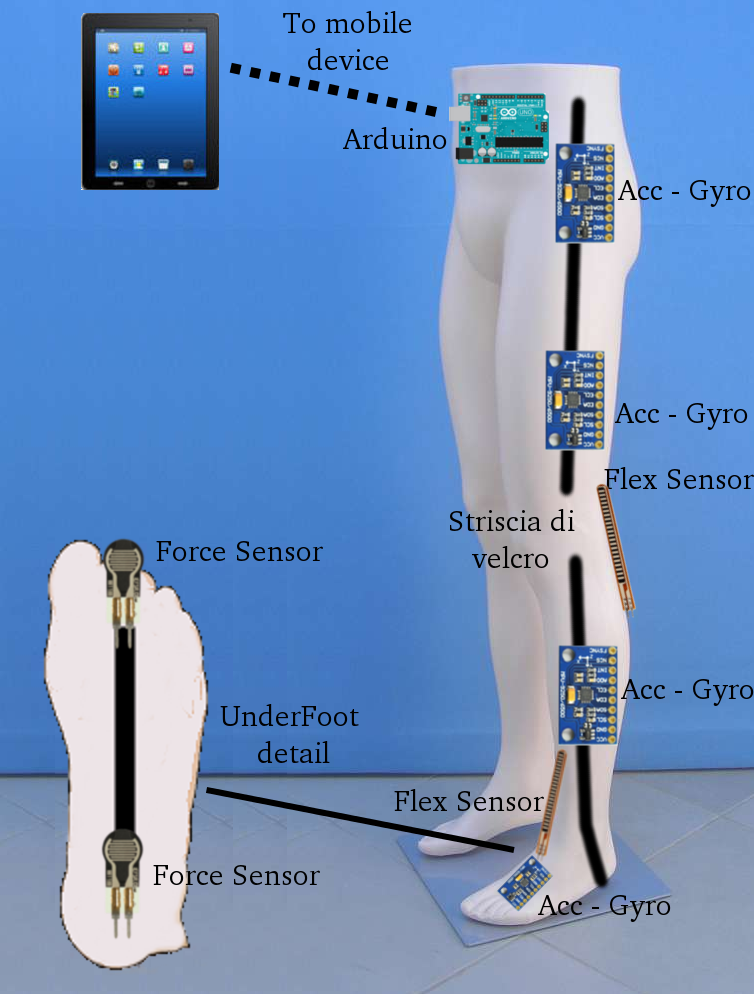 To mobile
device
Arduino
Acc - Gyro
Acc - Gyro
Flex Sensor
Striscia di
velcro
Force Sensor
Acc - Gyro
UnderFoot
detail
Flex Sensor
Force Sensor
Acc - Gyro